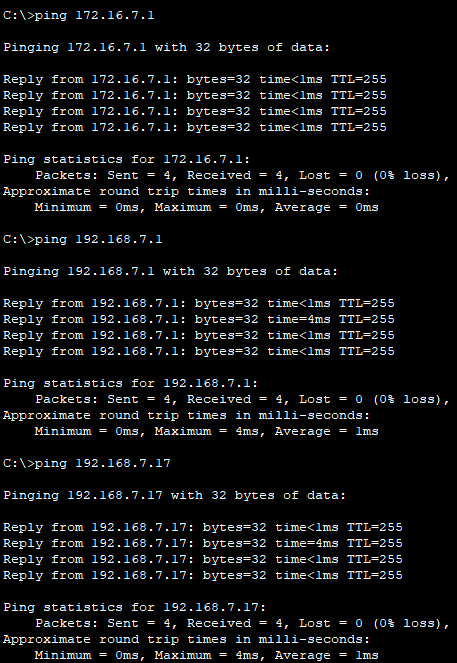 C:\>ping 172.16.7.1
Pinging 172.16.7.1 with 32 bytes of data:
Reply from 172.16.7.1: bytes=32 time<1ms TTL=255
Reply from 172.16.7.1: bytes=32 time<1ms TTL=255
Reply from 172.16.7.1: bytes=32 time<1ms TTL=255
Reply from 172.16.7.1: bytes=32 time<1ms TTL=255
Ping statistics for 172.16.7.1:
    Packets: Sent = 4, Received = 4, Lost = 0 (0% loss),
Approximate round trip times in milli-seconds:
    Minimum = 0ms, Maximum = 0ms, Average = 0ms
C:\>ping 192.168.7.1
Pinging 192.168.7.1 with 32 bytes of data:
Reply from 192.168.7.1: bytes=32 time<1ms TTL=255
Reply from 192.168.7.1: bytes=32 time=4ms TTL=255
Reply from 192.168.7.1: bytes=32 time<1ms TTL=255
Reply from 192.168.7.1: bytes=32 time<1ms TTL=255
Ping statistics for 192.168.7.1:
    Packets: Sent = 4, Received = 4, Lost = 0 (0% loss),
Approximate round trip times in milli-seconds:
    Minimum = 0ms, Maximum = 4ms, Average = 1ms
C:\>ping 192.168.7.17
Pinging 192.168.7.17 with 32 bytes of data:
Reply from 192.168.7.17: bytes=32 time<1ms TTL=255
Reply from 192.168.7.17: bytes=32 time=4ms TTL=255
Reply from 192.168.7.17: bytes=32 time<1ms TTL=255
Reply from 192.168.7.17: bytes=32 time<1ms TTL=255
Ping statistics for 192.168.7.17:
    Packets: Sent = 4, Received = 4, Lost = 0 (0% loss),
Approximate round trip times in milli-seconds:
    Minimum = 0ms, Maximum = 4ms, Average = 1ms